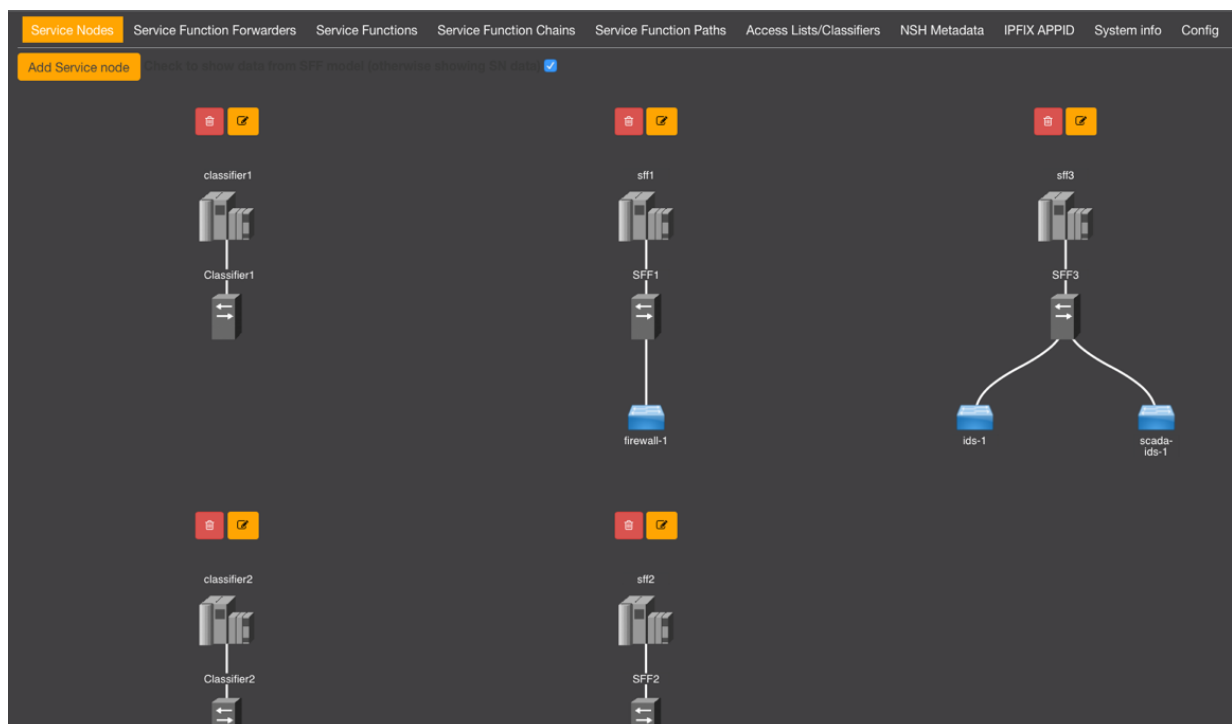 Service Nodes Service Function Forwarders Service Functions Service Function Chains Service Function Paths Access Lists/Classifiers NSH Metadata IPFIX APPID System info Config
Add Service node Check to show data from SFF model (otherwise showing SN data)
classifier1 sff1 sff3
Classifier1 SFF1 SFF3
firewall-1 ids-1 scada-
ids-1
classifier2 sff2
Classifier2 SFF2